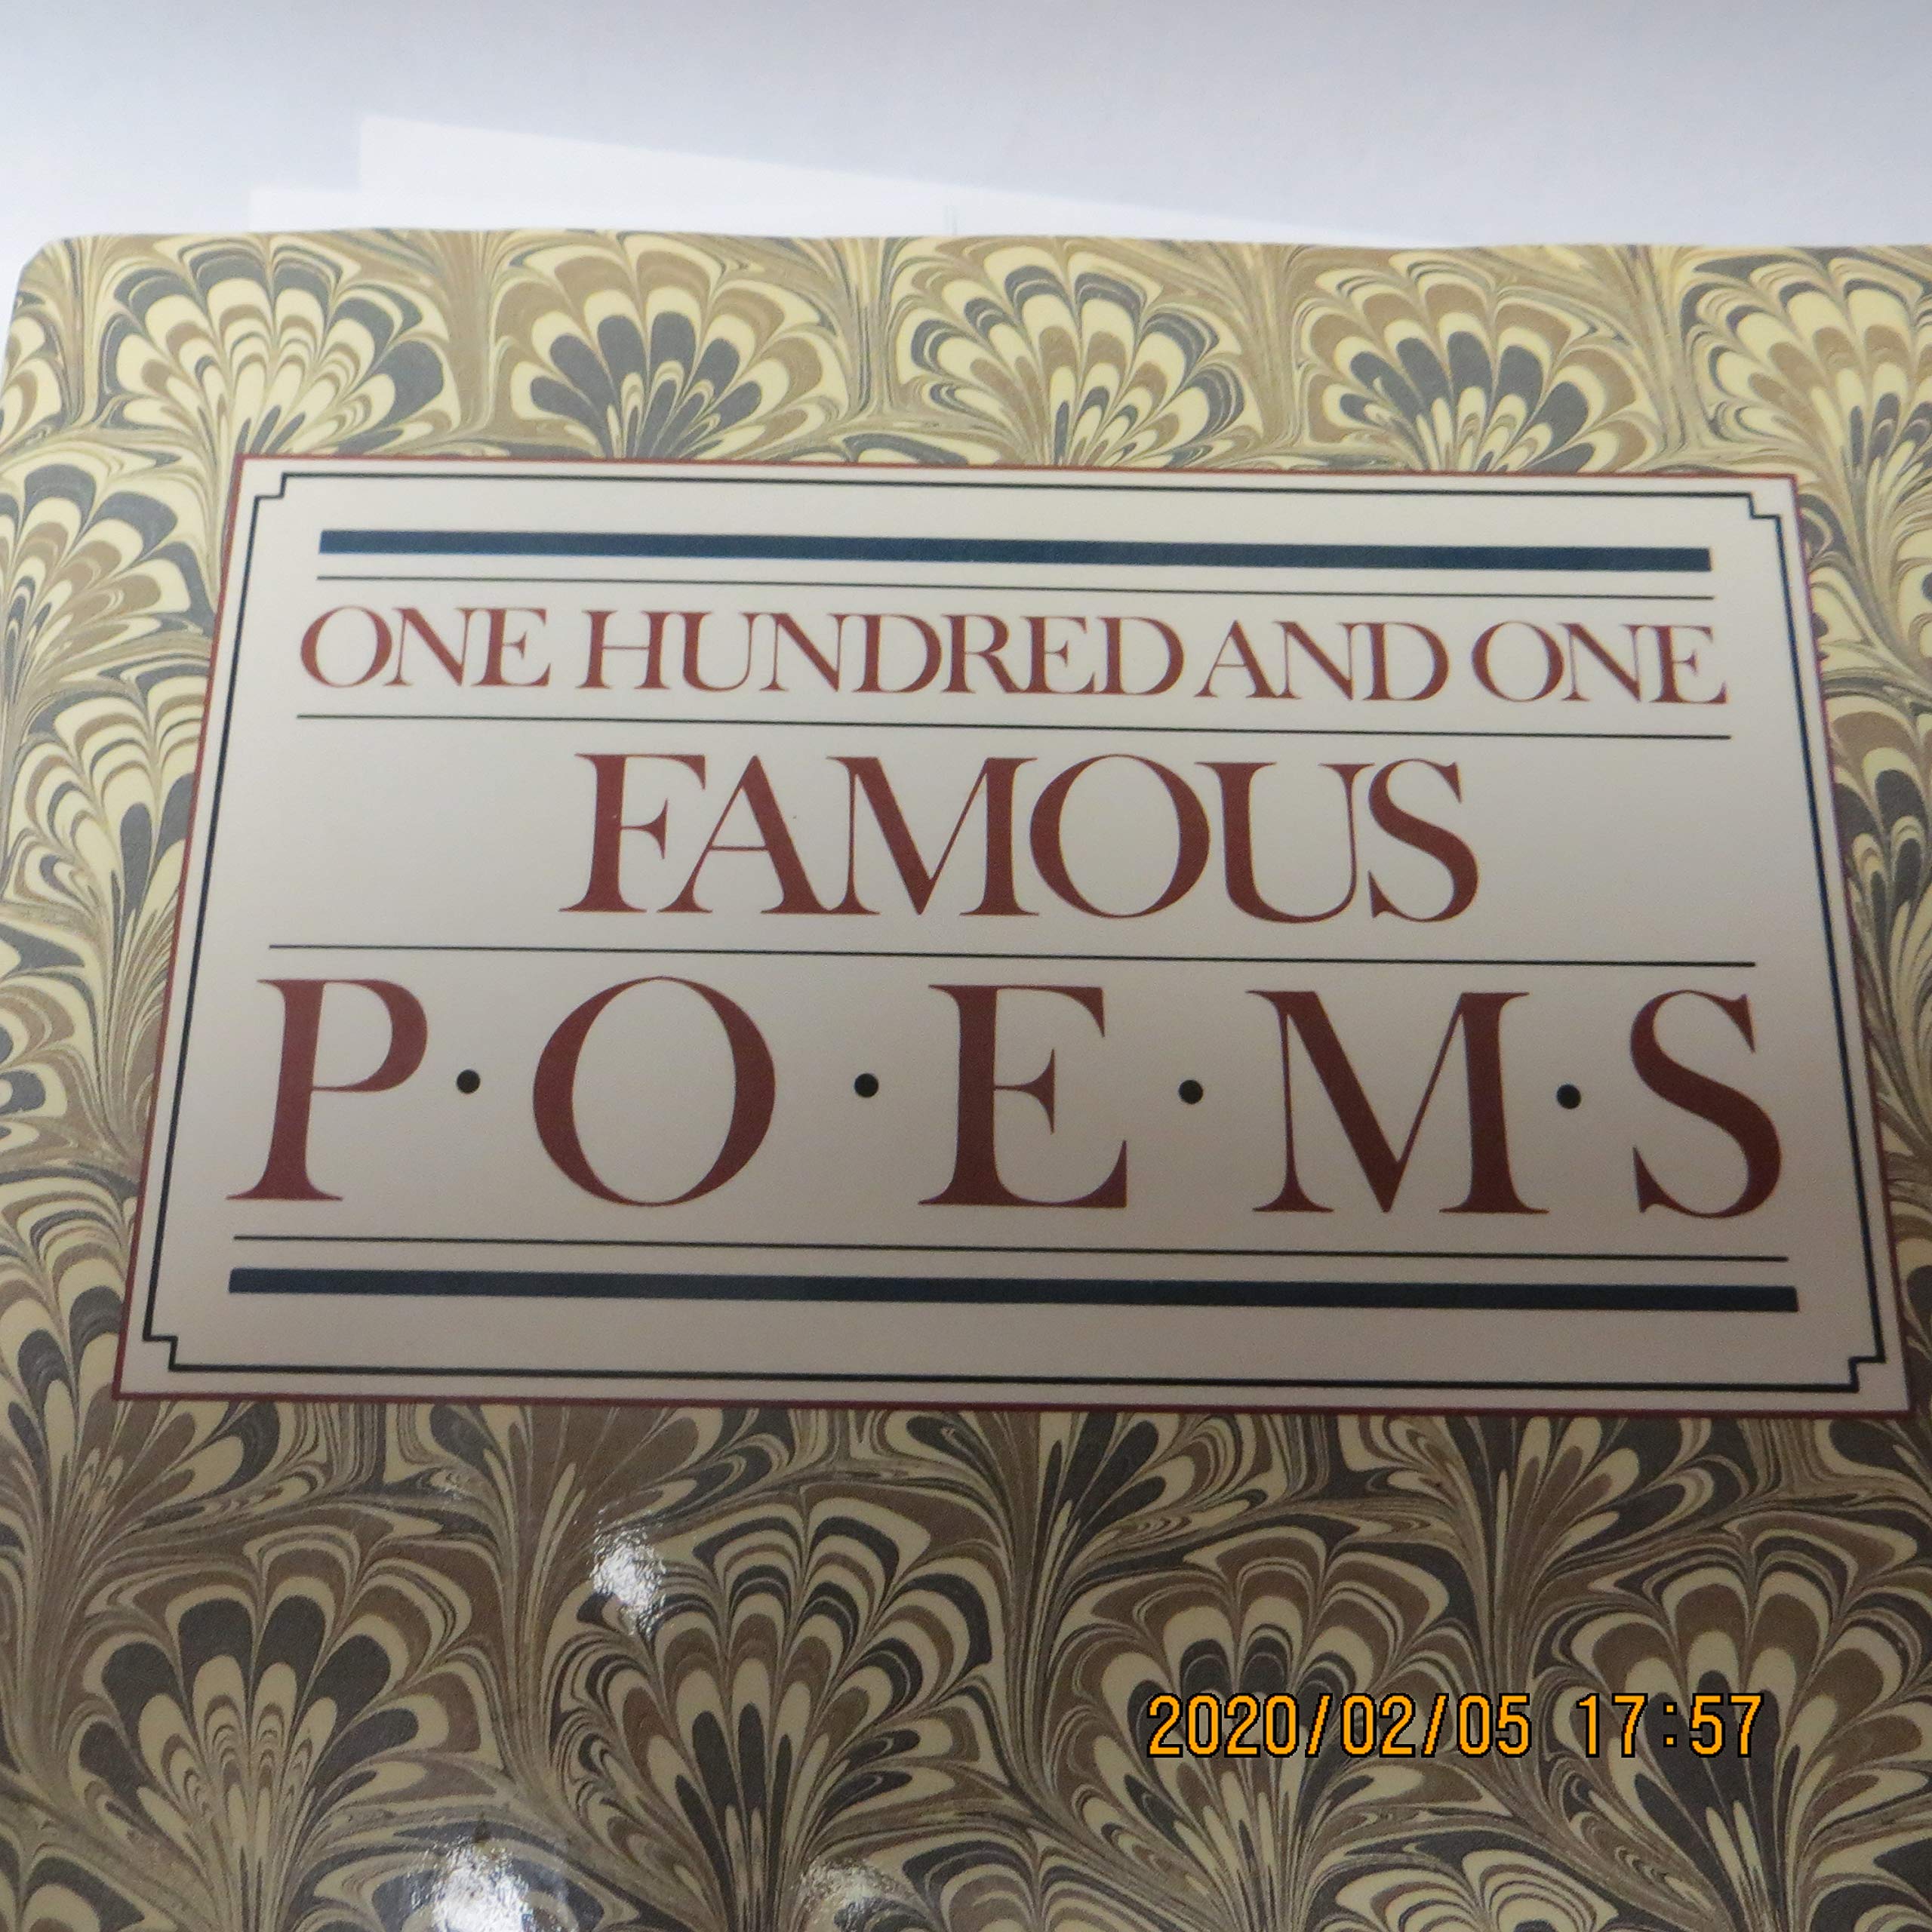 ONE HUNDRED AND ONE
FAMOUS
P·O·E·M·S
2020/02/05 17:57